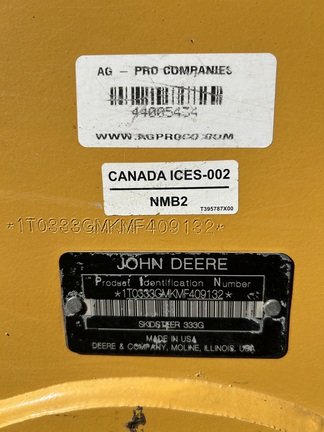 AG - PRO COMPANIES
44005434
WWW.AGPROCO.COM
CANADA ICES-002
NMB2
T395787X00
*1T0333GMKMF409132*
JOHN DEERE
Product Identification Number
*1T0333GMKMF409132*
SKIDSTEER 333G
MADE IN USA
DEERE & COMPANY, MOLINE, ILLINOIS, USA